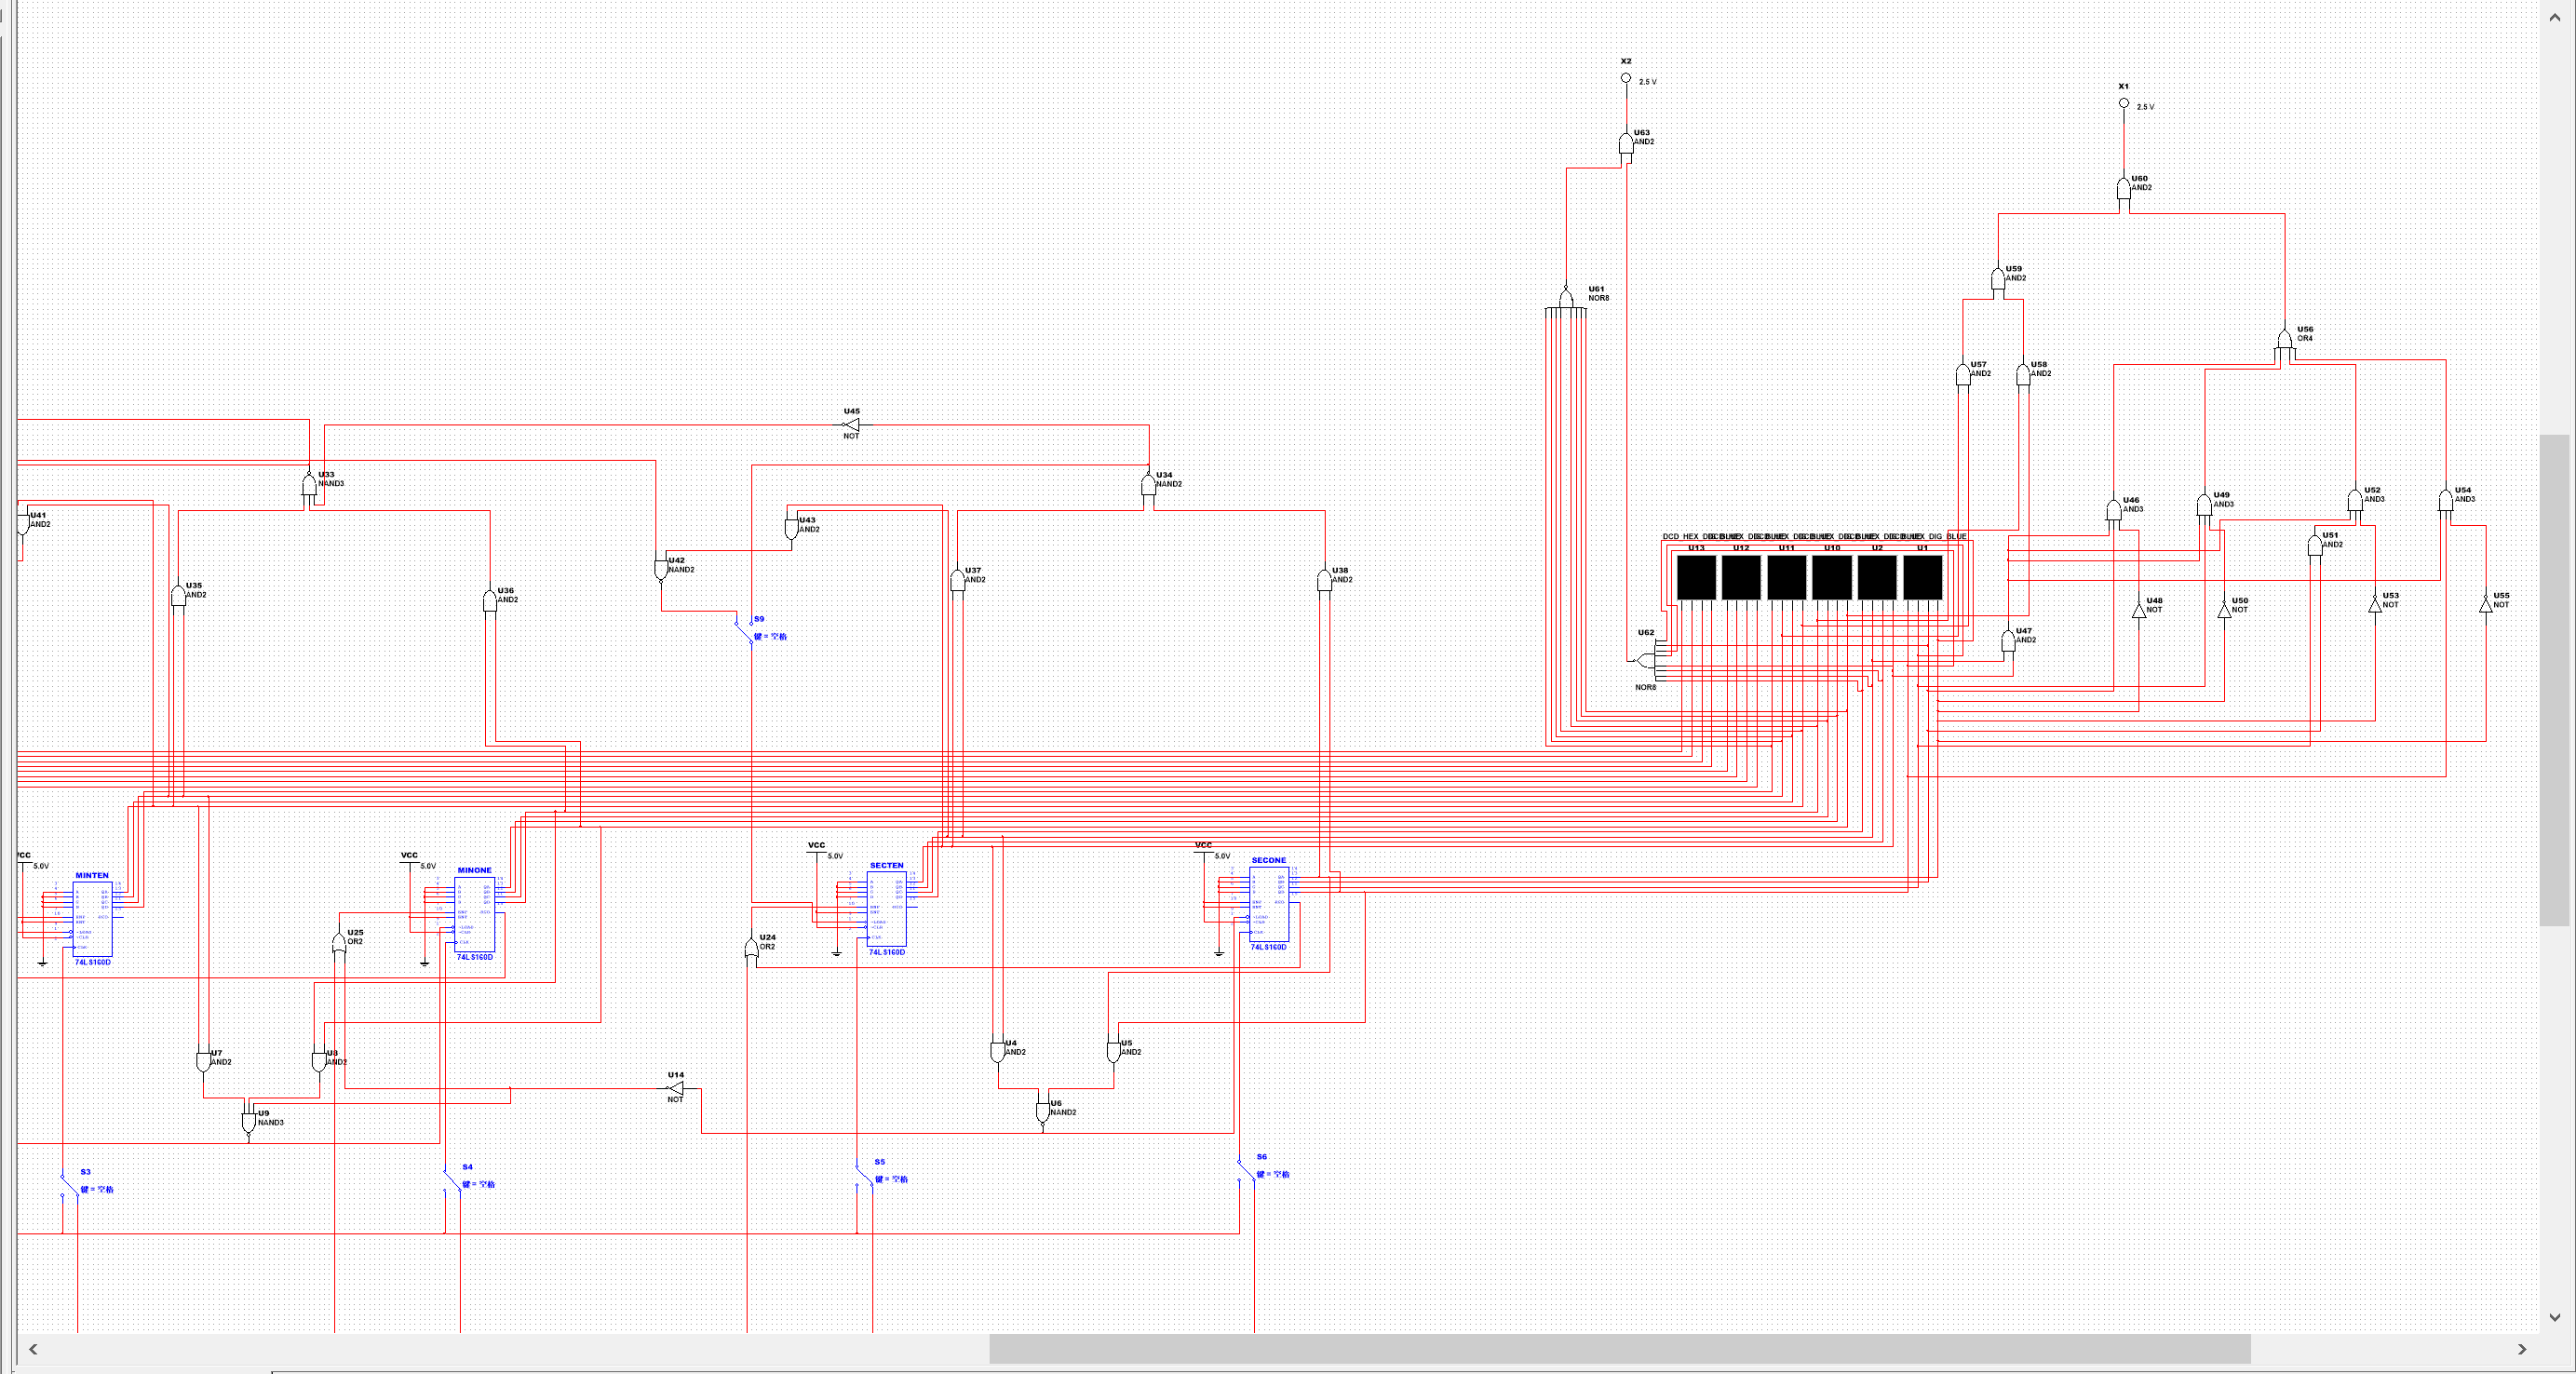 X2
2.5 V
X1
2.5 V
U63
AND2
U60
AND2
U59
AND2
U61
NOR8
U56
OR4
U57
AND2
U58
AND2
U45
NOT
U33
NAND3
U34
NAND2
U46
AND3
U49
AND3
U52
AND3
U54
AND3
U41
AND2
U43
AND2
U51
AND2
DCD_HEX_DIG_BLUE
U13
U12
U11
U10
U2
U1
U42
NAND2
U37
AND2
U38
AND2
U35
AND2
U36
AND2
U48
NOT
U50
NOT
U53
NOT
U55
NOT
S9
键 = 空格
U62
NOR8
U47
AND2
VCC
5.0V
VCC
5.0V
VCC
5.0V
VCC
5.0V
MINTEN
74LS160D
MINONE
74LS160D
SECTEN
74LS160D
SECONE
74LS160D
U25
OR2
U24
OR2
U7
AND2
U8
AND2
U4
AND2
U5
AND2
U14
NOT
U9
NAND3
U6
NAND2
S3
键 = 空格
S4
键 = 空格
S5
键 = 空格
S6
键 = 空格